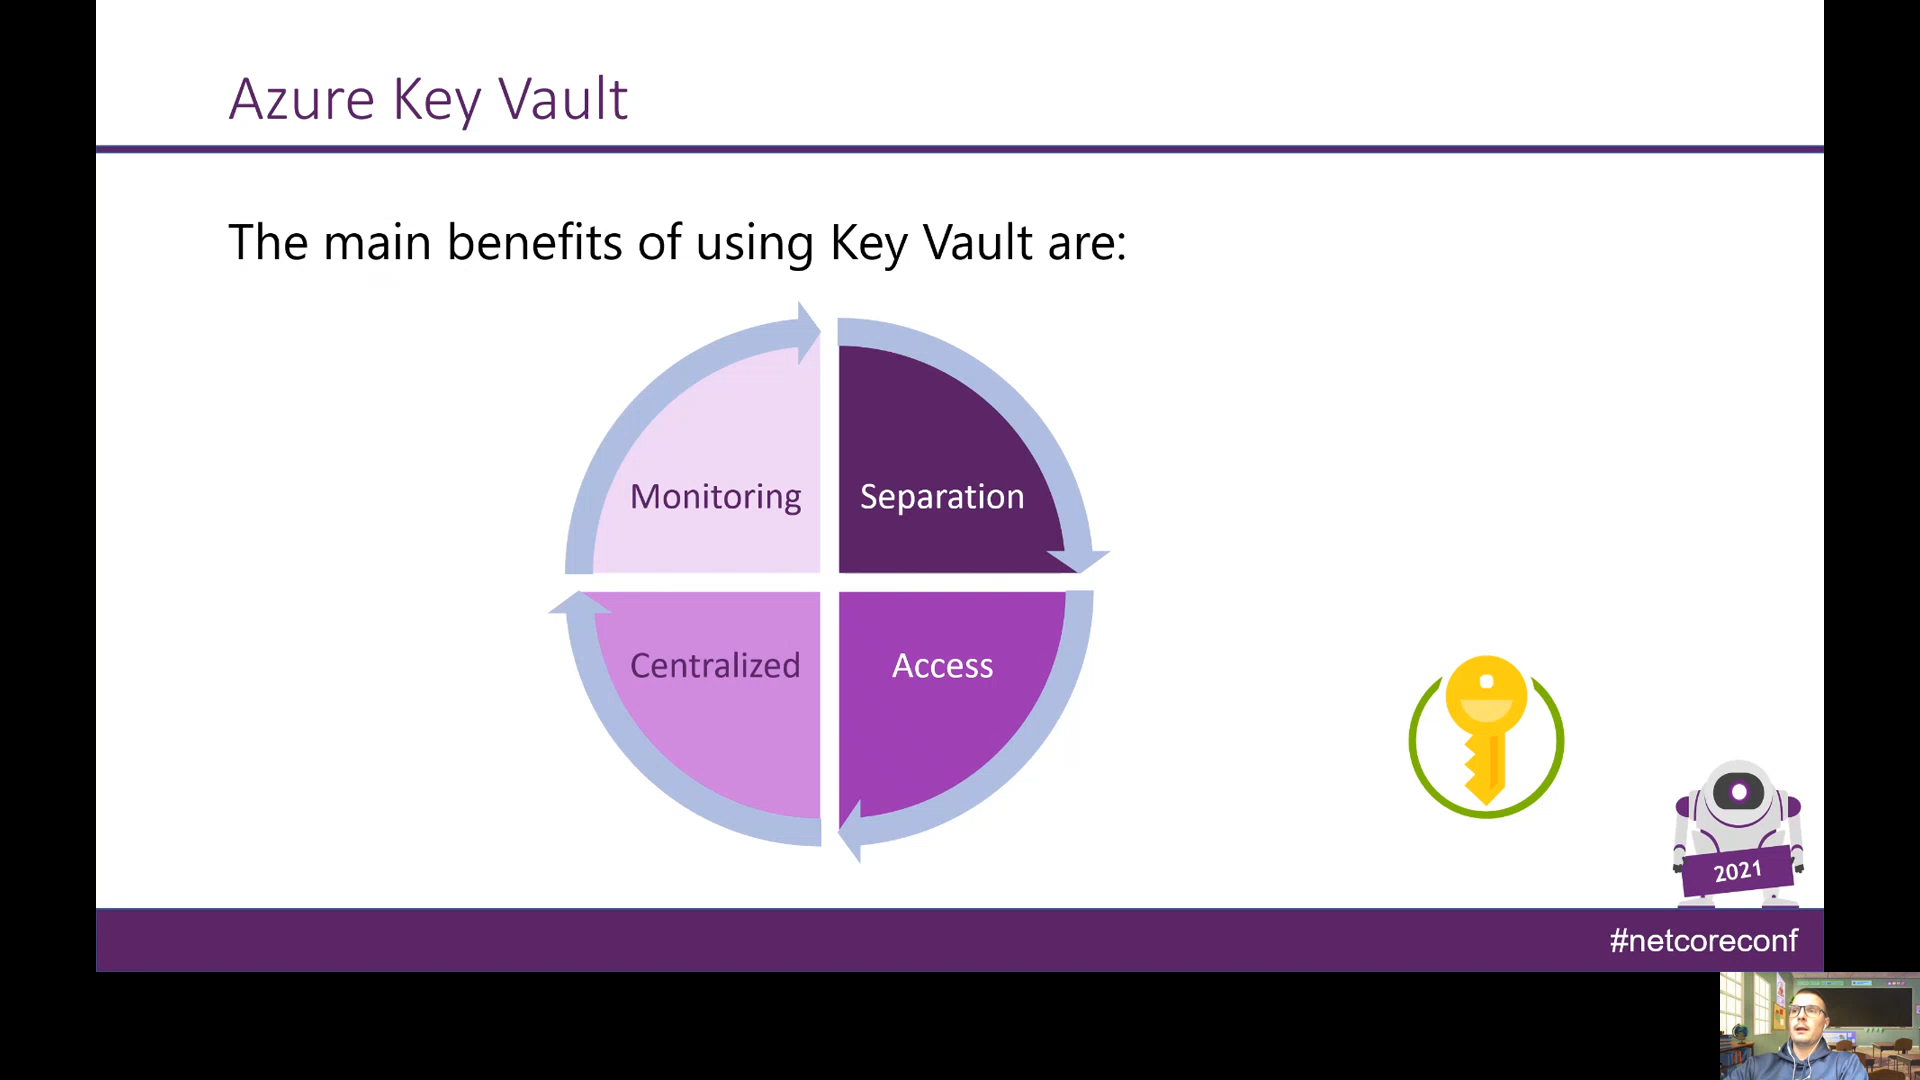 Azure Key Vault
The main benefits of using Key Vault are:
Monitoring
Separation
Centralized
Access
2021
#netcoreconf